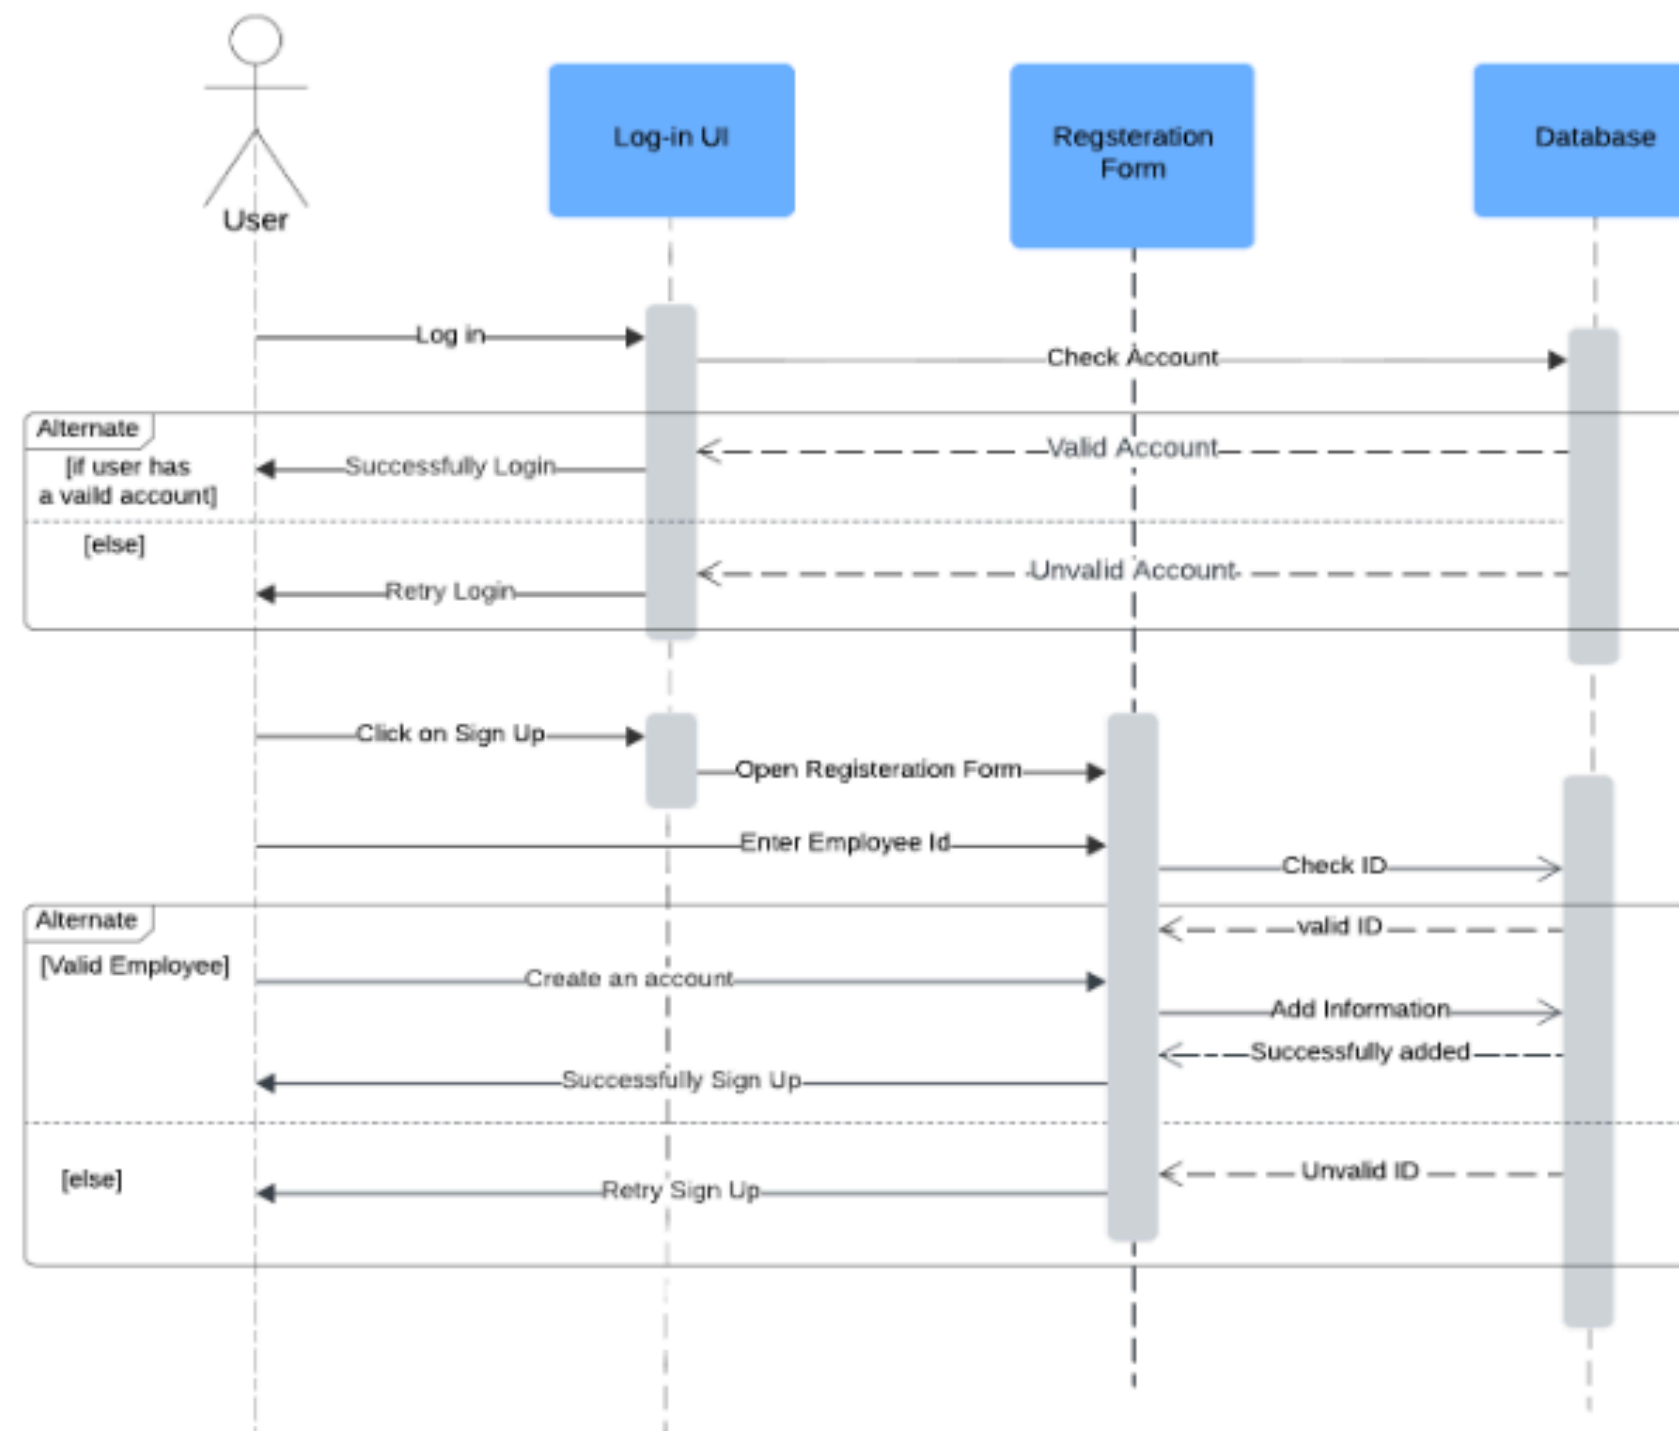 User
Log-in UI
Regsteration
Form
Database
Log in
Check Account
Alternate
[if user has
a vaild account]
Valid Account
Successfully Login
[else]
Unvalid Account
Retry Login
Click on Sign Up
Open Registeration Form
Enter Employee Id
Check ID
Alternate
[Valid Employee]
valid ID
Create an account
Add Information
Successfully added
Successfully Sign Up
[else]
Unvalid ID
Retry Sign Up